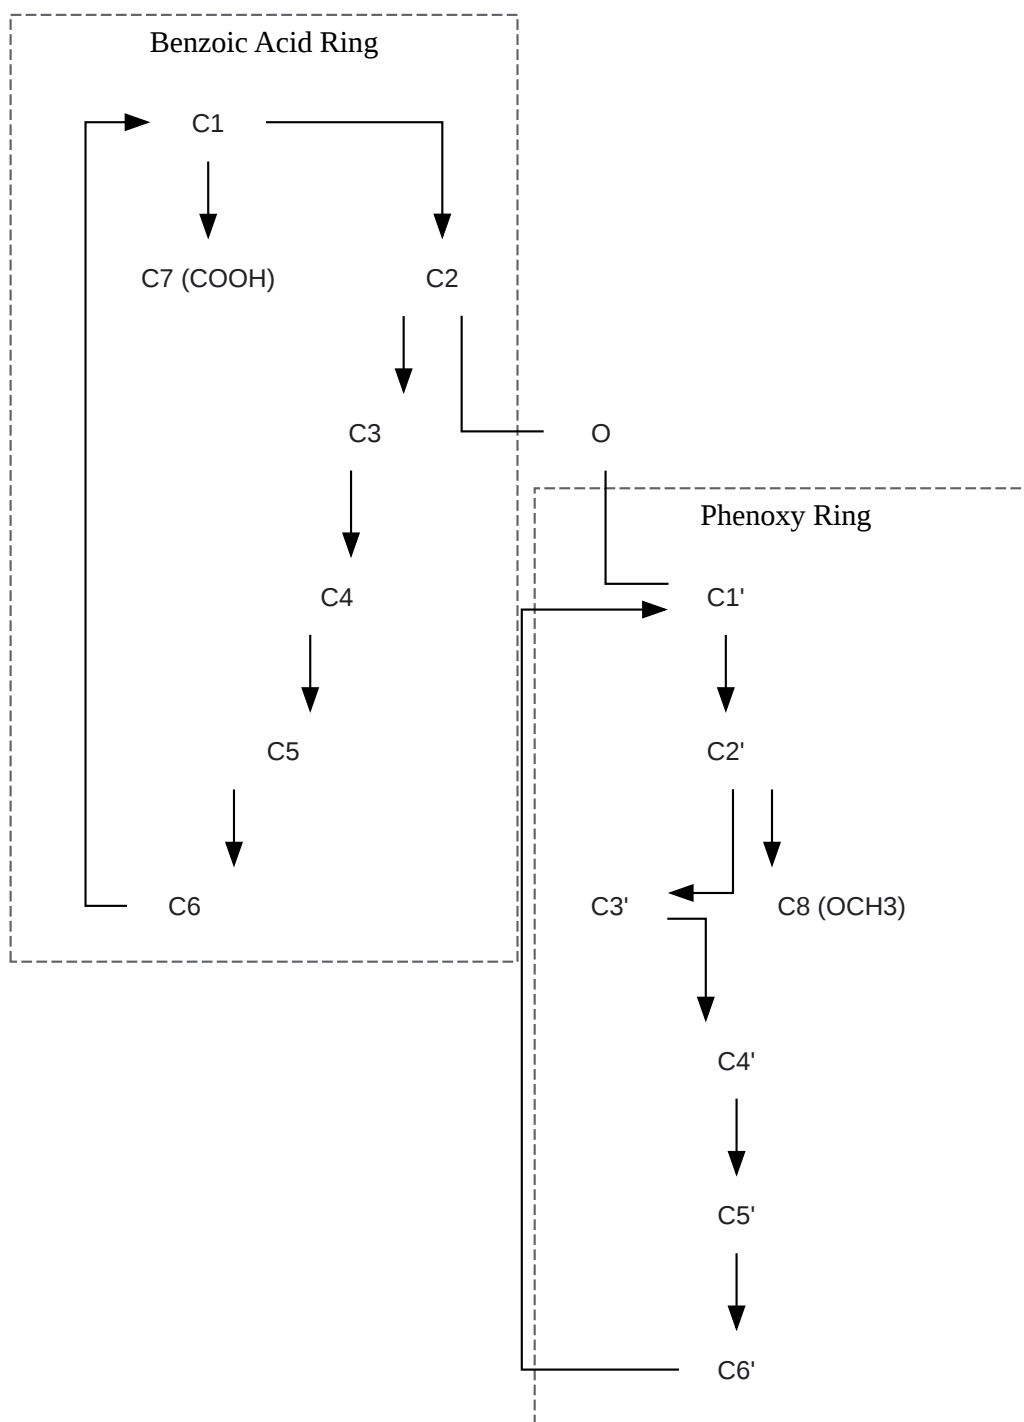 Benzoic Acid Ring
C1
C7 (COOH)
C2
C3
O
Phenoxy Ring
C4
C1'
C5
C2'
C6
C3'
C8 (OCH3)
C4'
C5'
C6'